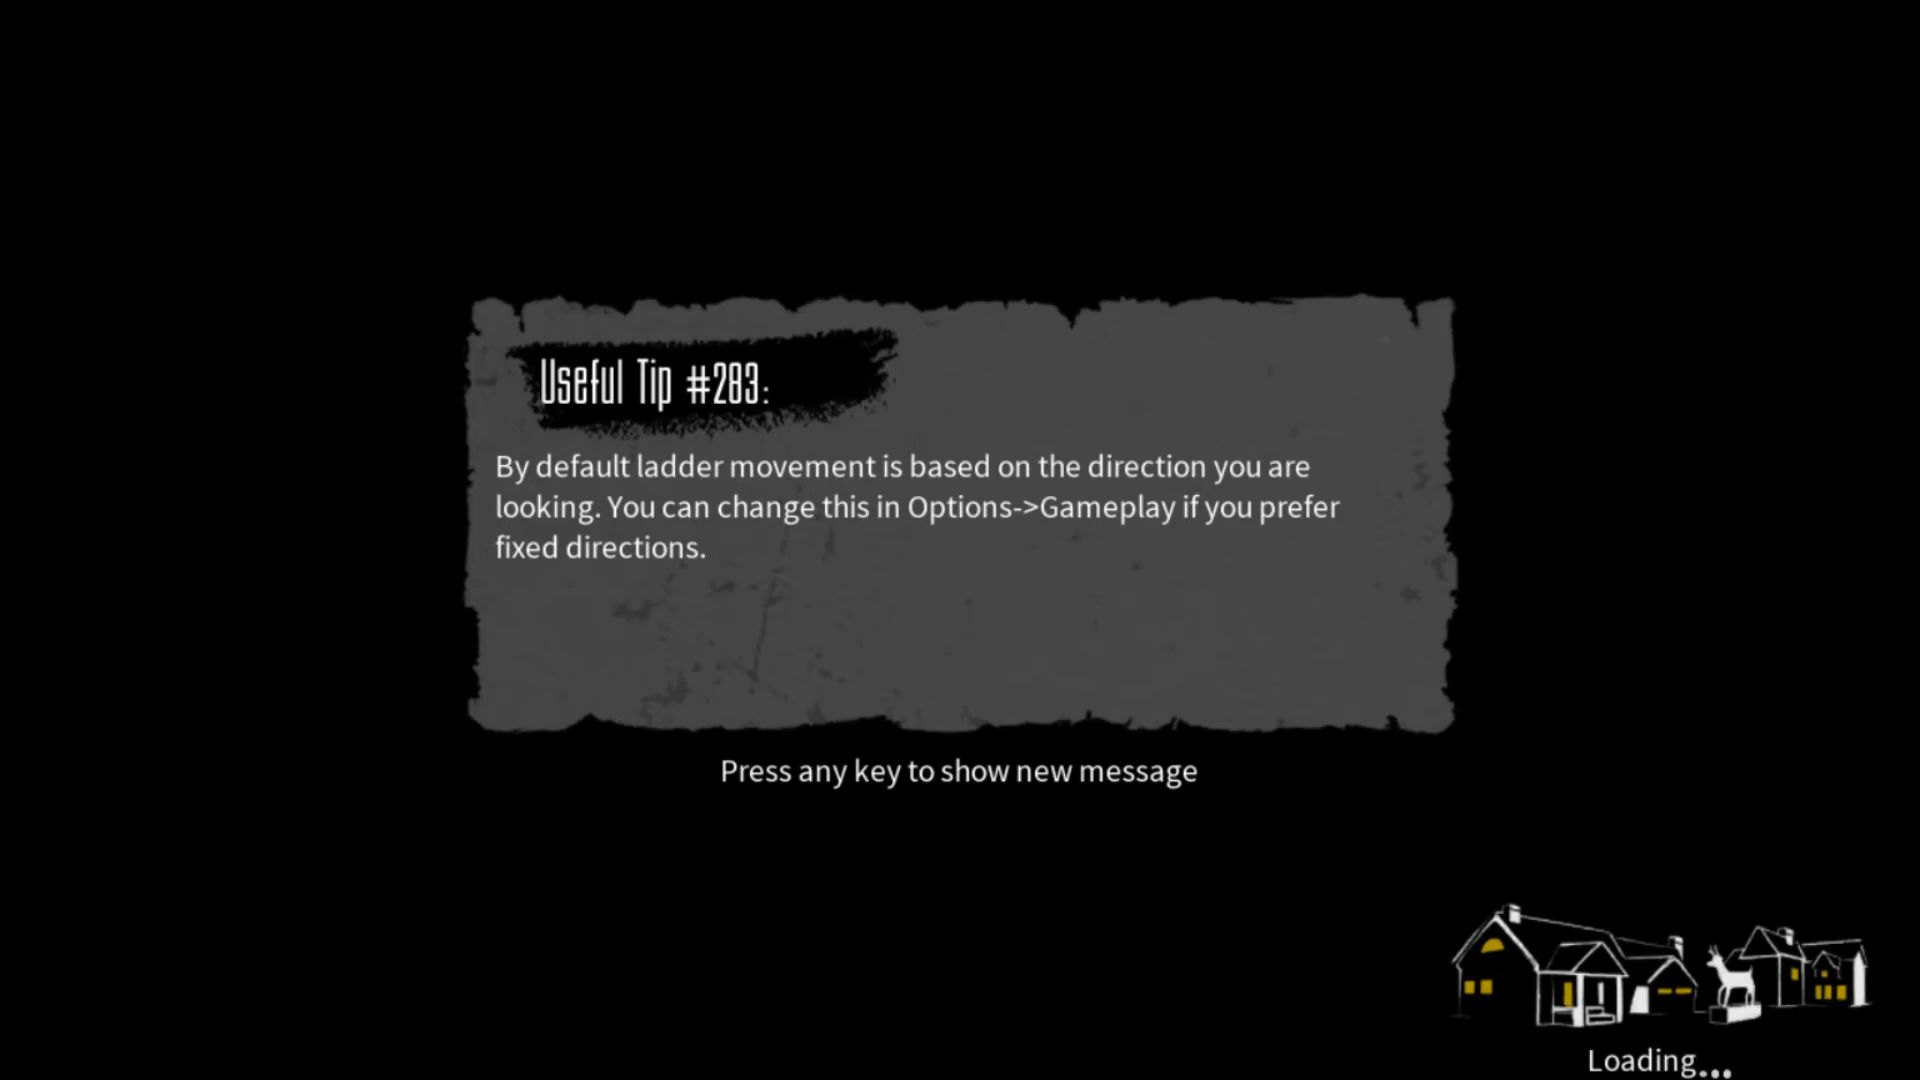 Useful Tip #283:
By default ladder movement is based on the direction you are
looking. You can change this in Options->Gameplay if you prefer
fixed directions.
Press any key to show new message
Loading...